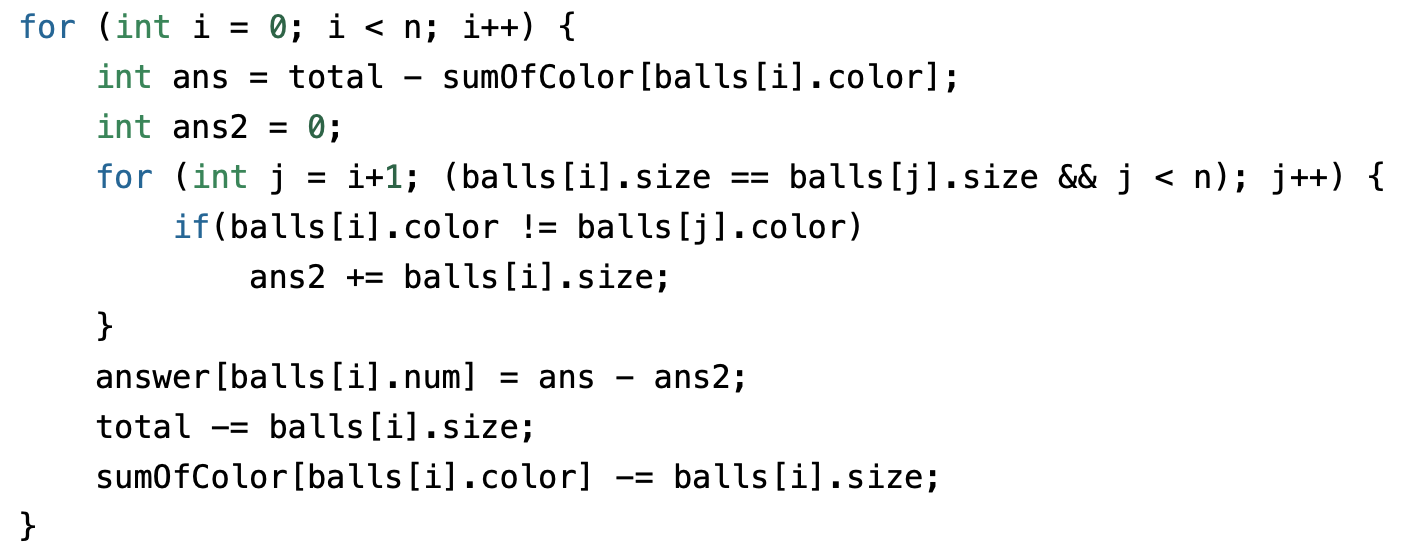 for (int i = 0; i < n; i++) {
    int ans = total - sumOfColor[balls[i].color];
    int ans2 = 0;
    for (int j = i+1; (balls[i].size == balls[j].size && j < n); j++) {
        if(balls[i].color != balls[j].color)
            ans2 += balls[i].size;
    }
    answer[balls[i].num] = ans - ans2;
    total -= balls[i].size;
    sumOfColor[balls[i].color] -= balls[i].size;
}